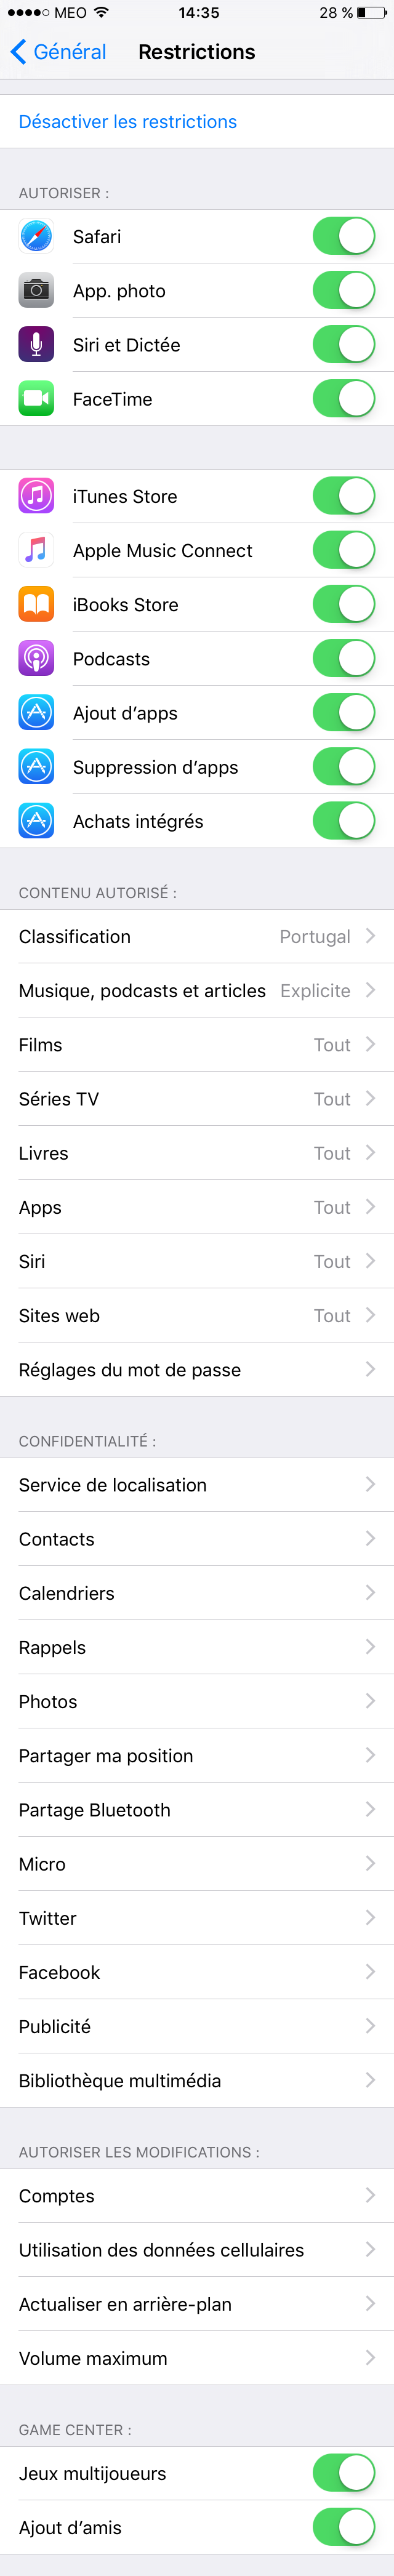 MEO 14:35 28 %
Général Restrictions
Désactiver les restrictions
AUTORISER :
Safari
App. photo
Siri et Dictée
FaceTime
iTunes Store
Apple Music Connect
iBooks Store
Podcasts
Ajout d’apps
Suppression d’apps
Achats intégrés
CONTENU AUTORISÉ :
Classification Portugal
Musique, podcasts et articles Explicite
Films Tout
Séries TV Tout
Livres Tout
Apps Tout
Siri Tout
Sites web Tout
Réglages du mot de passe
CONFIDENTIALITÉ :
Service de localisation
Contacts
Calendriers
Rappels
Photos
Partager ma position
Partage Bluetooth
Micro
Twitter
Facebook
Publicité
Bibliothèque multimédia
AUTORISER LES MODIFICATIONS :
Comptes
Utilisation des données cellulaires
Actualiser en arrière-plan
Volume maximum
GAME CENTER :
Jeux multijoueurs
Ajout d’amis